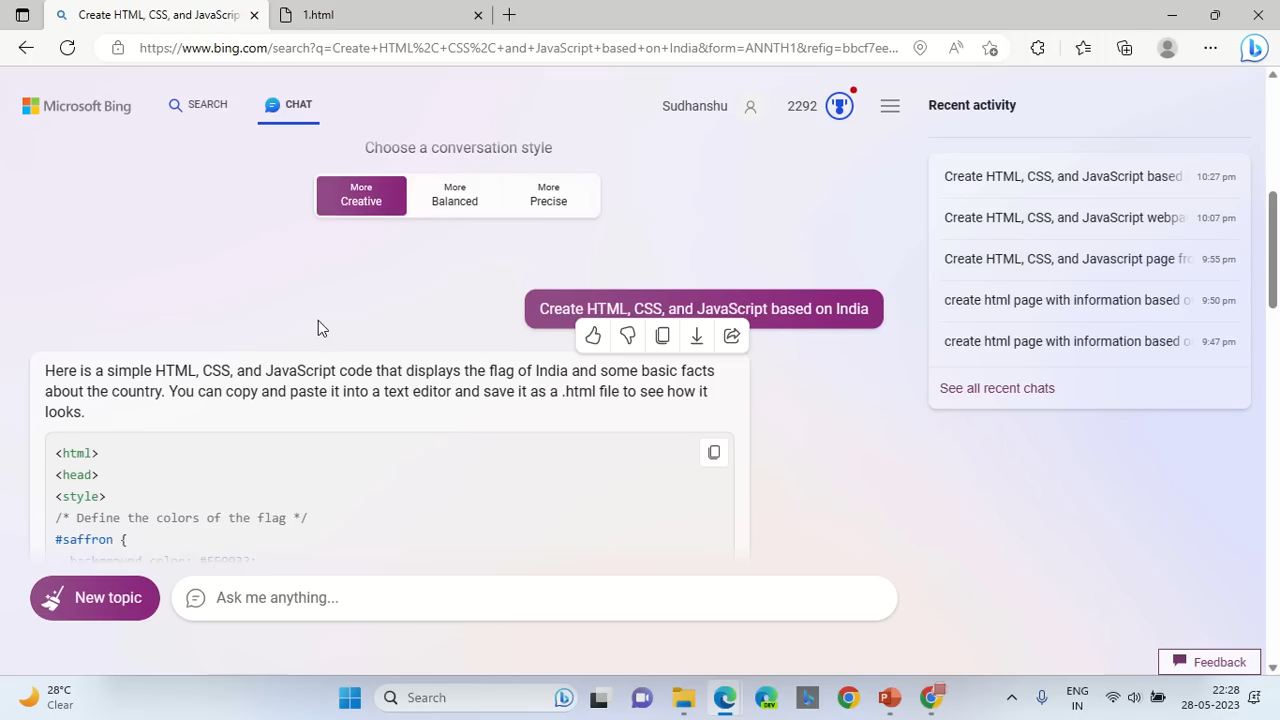 Create HTML, CSS, and JavaScrip
1.html
https://www.bing.com/search?q=Create+HTML%2C+CSS%2C+and+JavaScript+based+on+India&form=ANNTH1&refig=bbcf7ee...
Microsoft Bing
SEARCH
CHAT
Sudhanshu
2292
Recent activity
Choose a conversation style
More Creative
More Balanced
More Precise
Create HTML, CSS, and JavaScript based 10:27 pm
Create HTML, CSS, and JavaScript webpa 10:07 pm
Create HTML, CSS, and Javascript page fr 9:55 pm
create html page with information based o 9:50 pm
create html page with information based o 9:47 pm
See all recent chats
Create HTML, CSS, and JavaScript based on India
Here is a simple HTML, CSS, and JavaScript code that displays the flag of India and some basic facts
about the country. You can copy and paste it into a text editor and save it as a .html file to see how it
looks.
<html>
<head>
<style>
/* Define the colors of the flag */
#saffron {
New topic
Ask me anything...
Feedback
28°C
Clear
Search
DEV
ENG
IN
22:28
28-05-2023